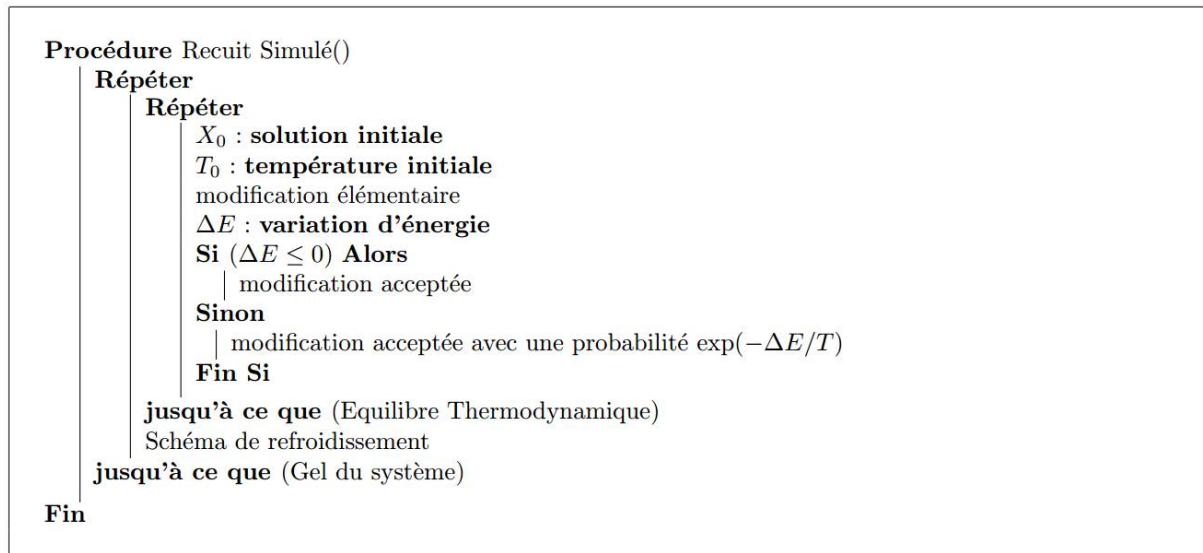 Procédure Recuit Simulé()
Répéter
Répéter
X₀ : solution initiale
T₀ : température initiale
modification élémentaire
ΔE : variation d'énergie
Si (ΔE ≤ 0) Alors
modification acceptée
Sinon
modification acceptée avec une probabilité exp(−ΔE/T)
Fin Si
jusqu'à ce que (Equilibre Thermodynamique)
Schéma de refroidissement
jusqu'à ce que (Gel du système)
Fin